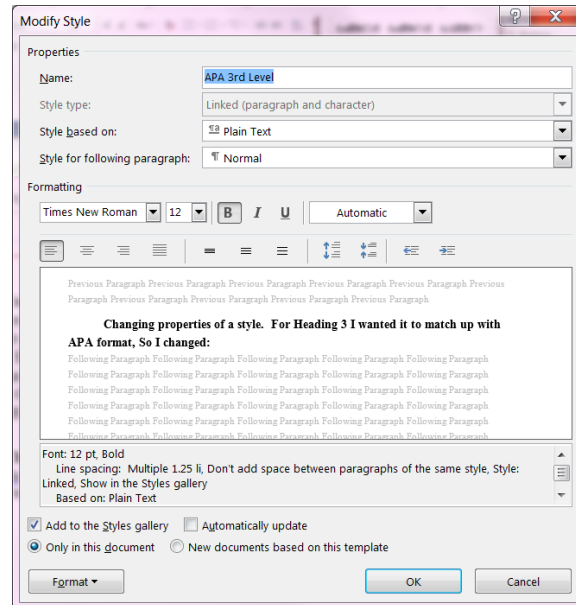 Modify Style
Properties
Name:
APA 3rd Level
Style type:
Linked (paragraph and character)
Style based on:
¶a Plain Text
Style for following paragraph:
¶ Normal
Formatting
Times New Roman 12 B I U Automatic
Previous Paragraph Previous Paragraph Previous Paragraph Previous Paragraph Previous
Paragraph Previous Paragraph Previous Paragraph Previous Paragraph Previous Paragraph
Changing properties of a style. For Heading 3 I wanted it to match up with
APA format, So I changed:
Following Paragraph Following Paragraph Following Paragraph Following Paragraph
Following Paragraph Following Paragraph Following Paragraph Following Paragraph
Following Paragraph Following Paragraph Following Paragraph Following Paragraph
Following Paragraph Following Paragraph Following Paragraph Following Paragraph
Following Paragraph Following Paragraph Following Paragraph Following Paragraph
Following Paragraph Following Paragraph Following Paragraph Following Paragraph
Font: 12 pt, Bold
Line spacing: Multiple 1.25 li, Don't add space between paragraphs of the same style, Style:
Linked, Show in the Styles gallery
Based on: Plain Text
Add to the Styles gallery Automatically update
Only in this document New documents based on this template
Format
OK
Cancel